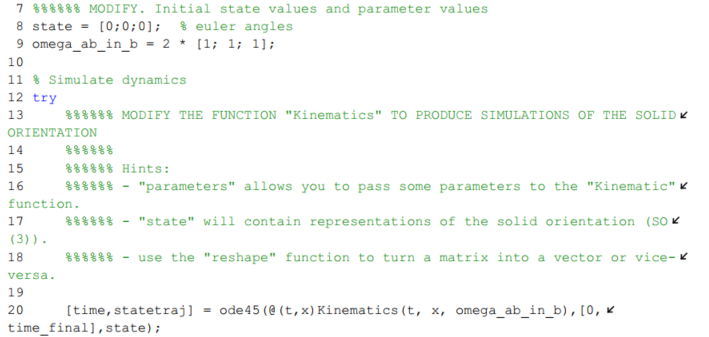 7 %%%%%% MODIFY. Initial state values and parameter values
8 state = [0;0;0];  % euler angles
9 omega_ab_in_b = 2 * [1; 1; 1];
10
11 % Simulate dynamics
12 try
13     %%%%%% MODIFY THE FUNCTION "Kinematics" TO PRODUCE SIMULATIONS OF THE SOLID↙
ORIENTATION
14     %%%%%%
15     %%%%%% Hints:
16     %%%%%% - "parameters" allows you to pass some parameters to the "Kinematic"↙
function.
17     %%%%%% - "state" will contain representations of the solid orientation (SO↙
(3)).
18     %%%%%% - use the "reshape" function to turn a matrix into a vector or vice-↙
versa.
19
20     [time,statetraj] = ode45(@(t,x)Kinematics(t, x, omega_ab_in_b),[0,↙
time_final],state);